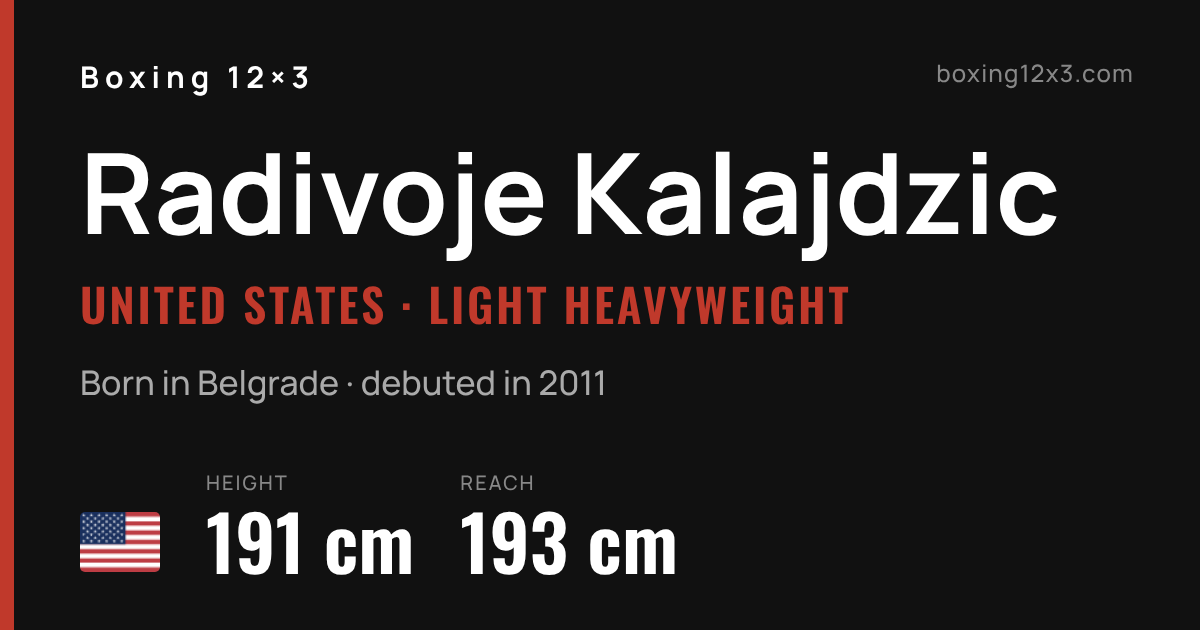 Boxing 12×3
boxing12x3.com
Radivoje Kalajdzic
UNITED STATES · LIGHT HEAVYWEIGHT
Born in Belgrade · debuted in 2011
HEIGHT
191 cm
REACH
193 cm